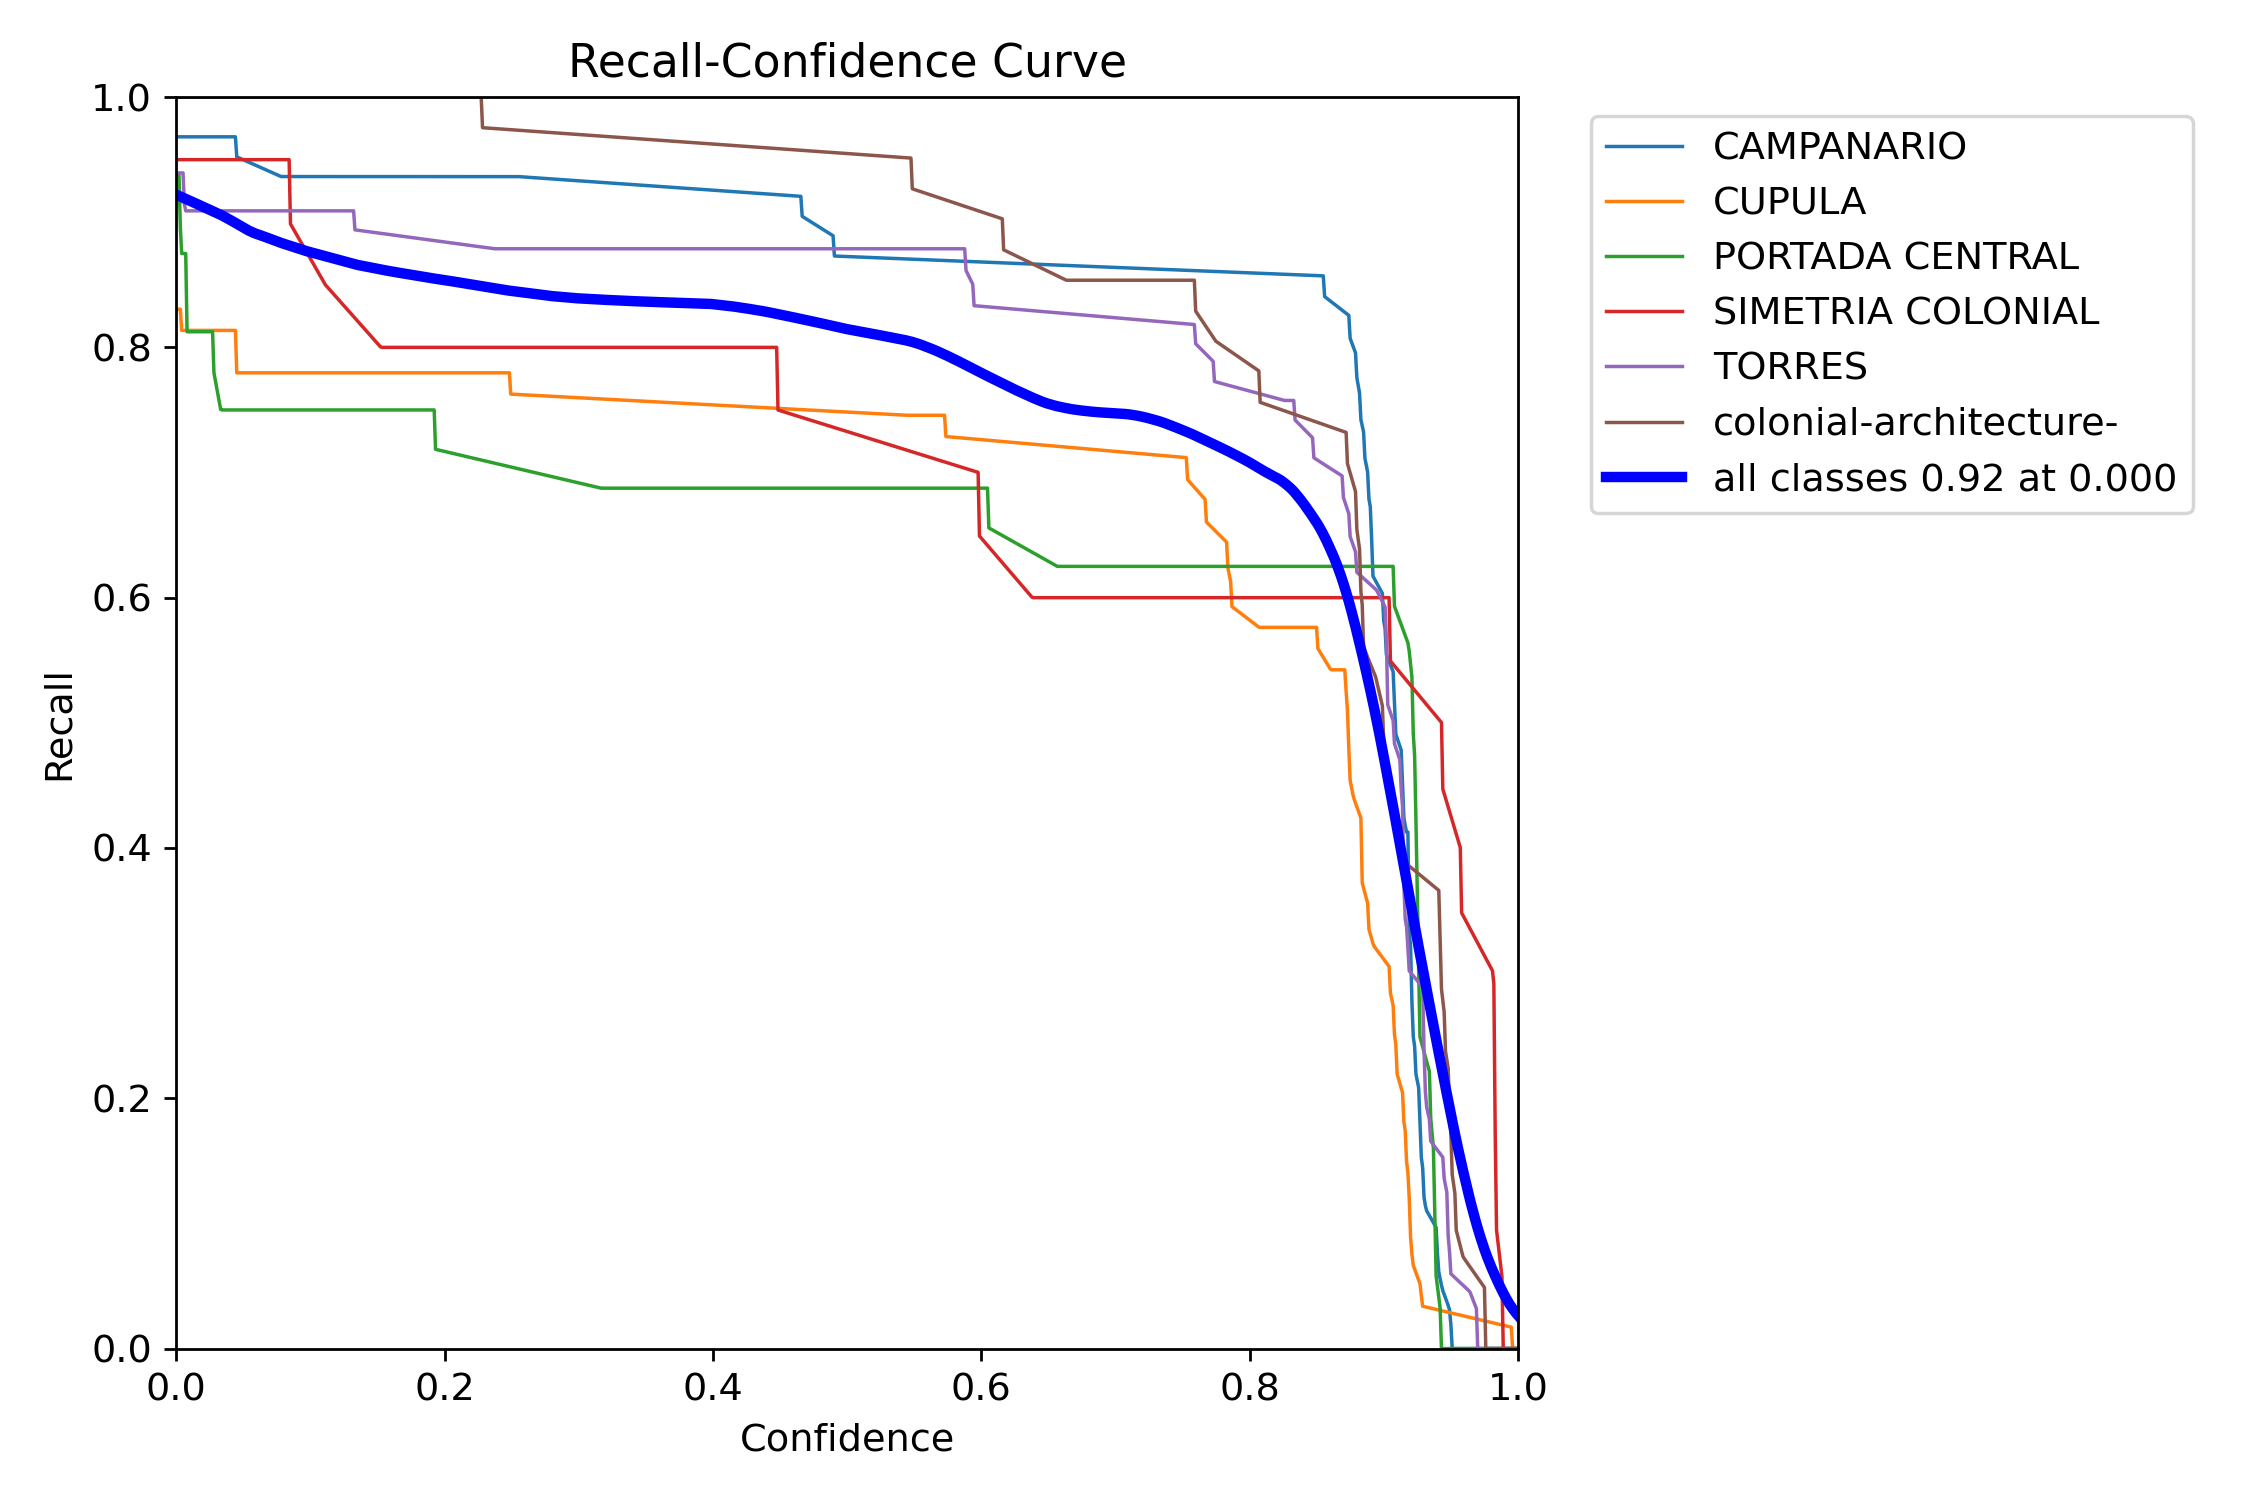 Recall-Confidence Curve
1.0
0.8
0.6
0.4
0.2
0.0
Recall
0.0 0.2 0.4 0.6 0.8 1.0
Confidence
CAMPANARIO
CUPULA
PORTADA CENTRAL
SIMETRIA COLONIAL
TORRES
colonial-architecture-
all classes 0.92 at 0.000